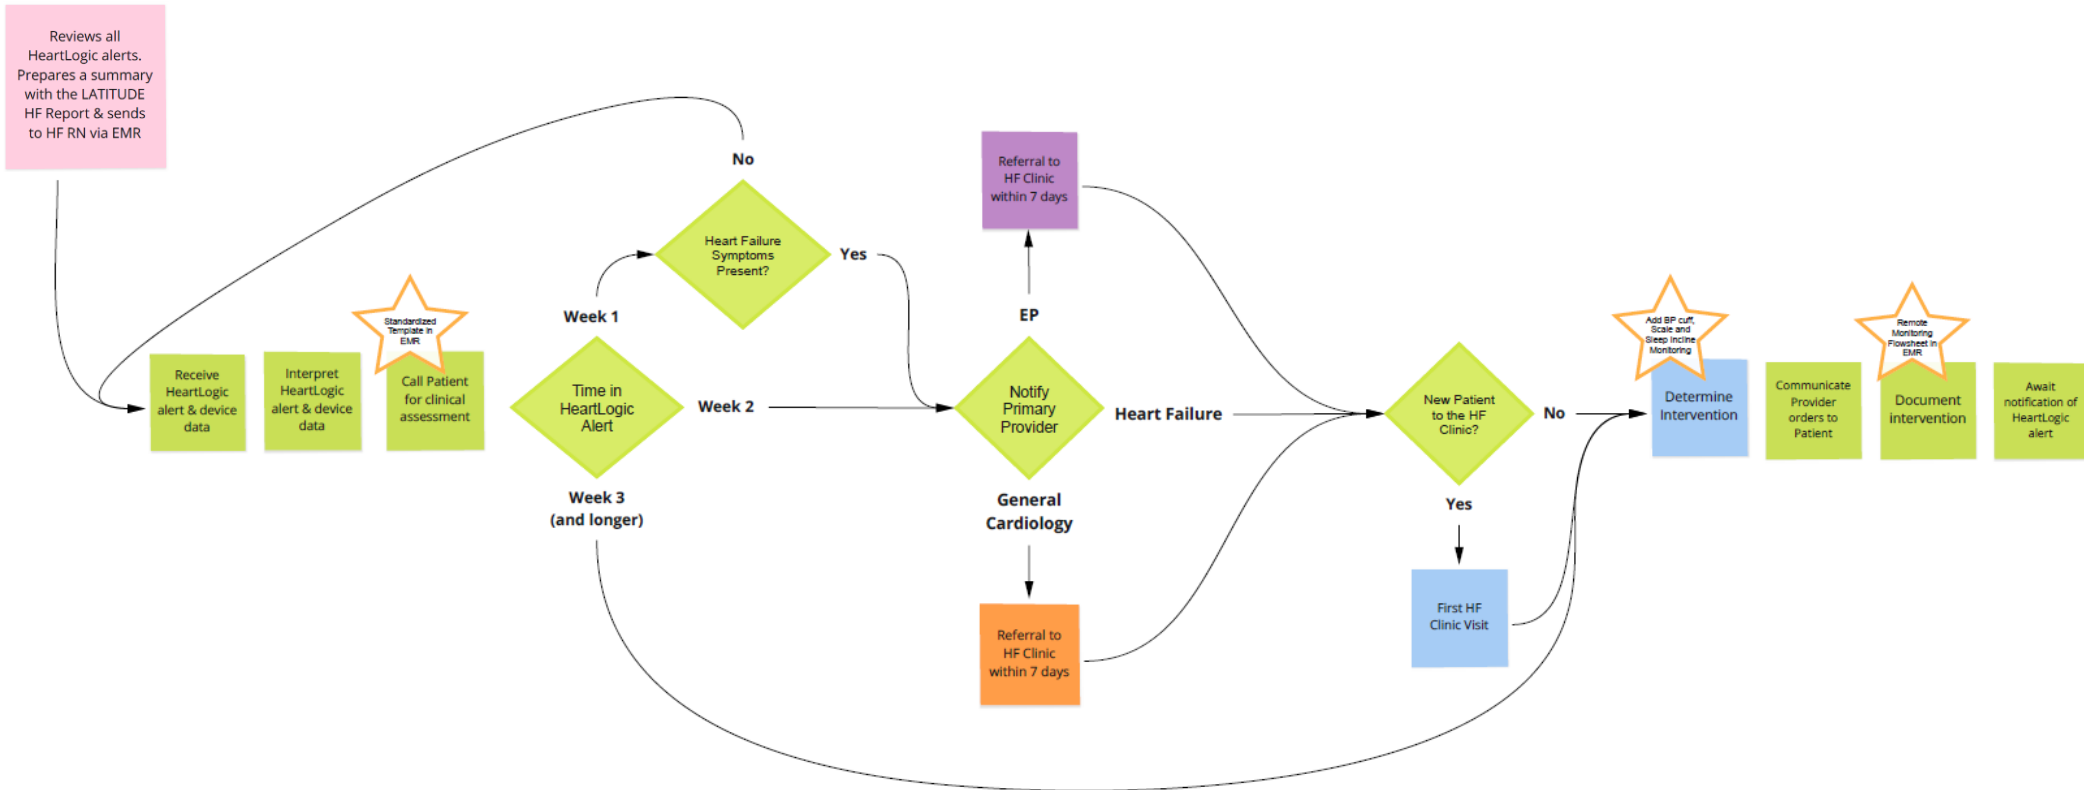 Reviews all
HeartLogic alerts.
Prepares a summary
with the LATITUDE
HF Report & sends
to HF RN via EMR
Receive
HeartLogic
alert & device
data
Interpret
HeartLogic
alert & device
data
Standardized
Template in
EMR
Call Patient
for clinical
assessment
Time in
HeartLogic
Alert
Week 1
Week 2
Week 3
(and longer)
No
Heart Failure
Symptoms
Present?
Yes
Referral to
HF Clinic
within 7 days
EP
Notify
Primary
Provider
Heart Failure
General
Cardiology
Referral to
HF Clinic
within 7 days
New Patient
to the HF
Clinic?
No
Yes
First HF
Clinic Visit
Add BP cuff,
Scale and
Sleep Incline
Monitoring
Determine
Intervention
Communicate
Provider
orders to
Patient
Remote
Monitoring
Flowsheet in
EMR
Document
intervention
Await
notification of
HeartLogic
alert